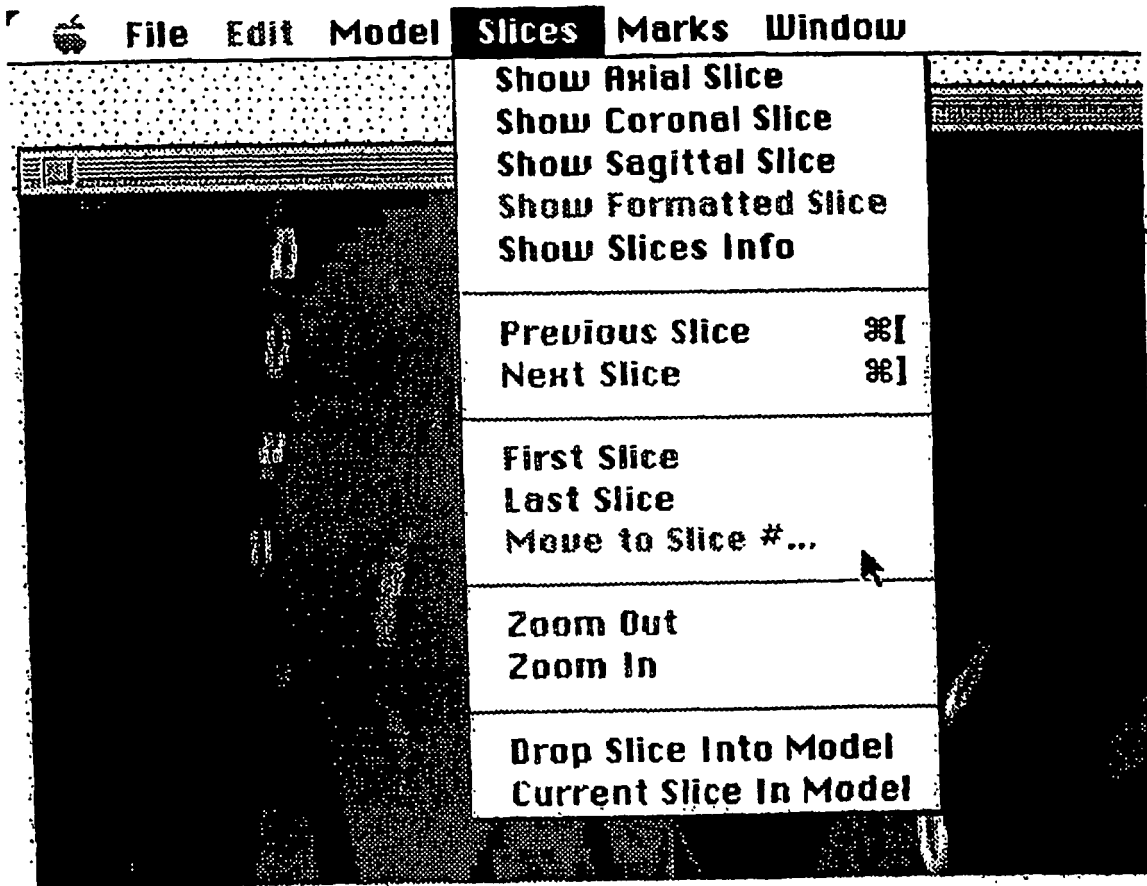 File Edit Model Slices Marks Window
Show Axial Slice
Show Coronal Slice
Show Sagittal Slice
Show Formatted Slice
Show Slices Info
Previous Slice ⌘[
Next Slice ⌘]
First Slice
Last Slice
Move to Slice #...
Zoom Out
Zoom In
Drop Slice Into Model
Current Slice In Model